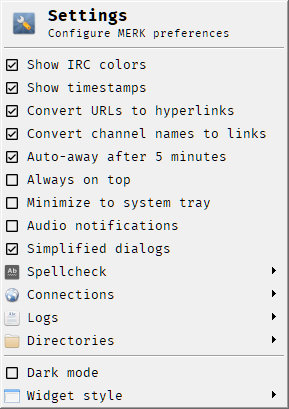 Settings
Configure MERK preferences
Show IRC colors
Show timestamps
Convert URLs to hyperlinks
Convert channel names to links
Auto-away after 5 minutes
Always on top
Minimize to system tray
Audio notifications
Simplified dialogs
Ab Spellcheck
Connections
Ab Logs
Directories
Dark mode
Widget style